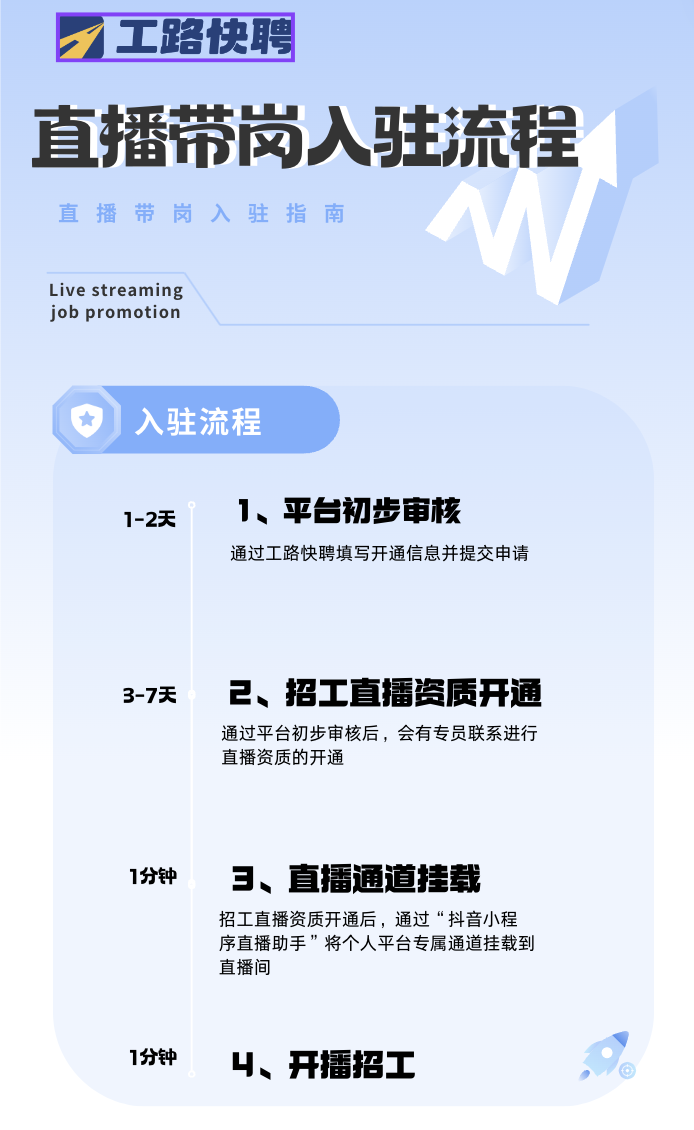 工路快聘
直播带岗入驻流程
直播带岗入驻指南
Live streaming
job promotion
入驻流程
1-2天
1、平台初步审核
通过工路快聘填写开通信息并提交申请
3-7天
2、招工直播资质开通
通过平台初步审核后，会有专员联系进行
直播资质的开通
1分钟
3、直播通道挂载
招工直播资质开通后，通过“抖音小程
序直播助手”将个人平台专属通道挂载到
直播间
1分钟
4、开播招工